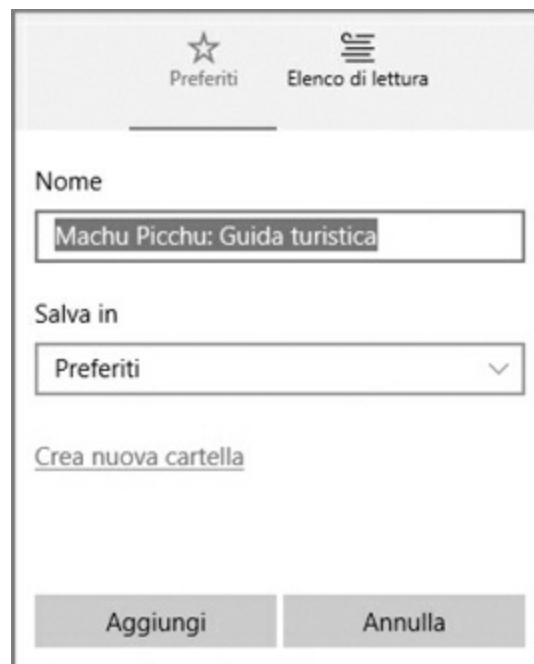 Preferiti
Elenco di lettura
Nome
Machu Picchu: Guida turistica
Salva in
Preferiti
Crea nuova cartella
Aggiungi
Annulla